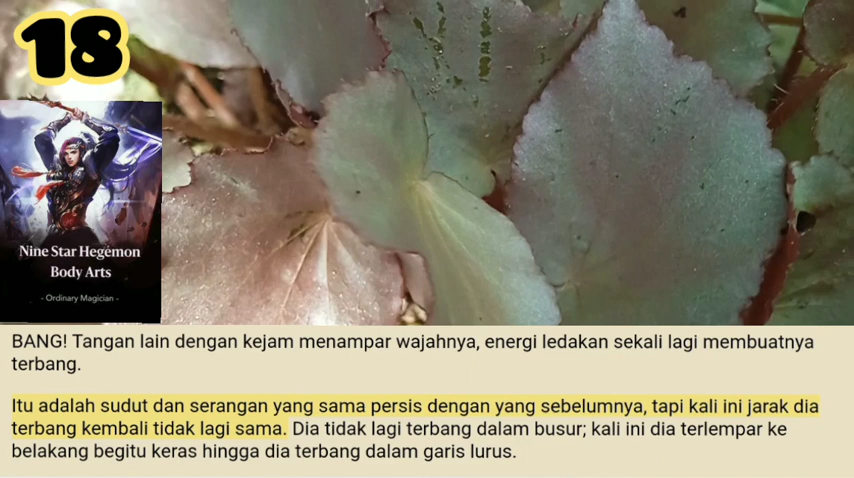 18
Nine Star Hegemon
Body Arts
- Ordinary Magician -
BANG! Tangan lain dengan kejam menampar wajahnya, energi ledakan sekali lagi membuatnya
terbang.
Itu adalah sudut dan serangan yang sama persis dengan yang sebelumnya, tapi kali ini jarak dia
terbang kembali tidak lagi sama. Dia tidak lagi terbang dalam busur; kali ini dia terlempar ke
belakang begitu keras hingga dia terbang dalam garis lurus.